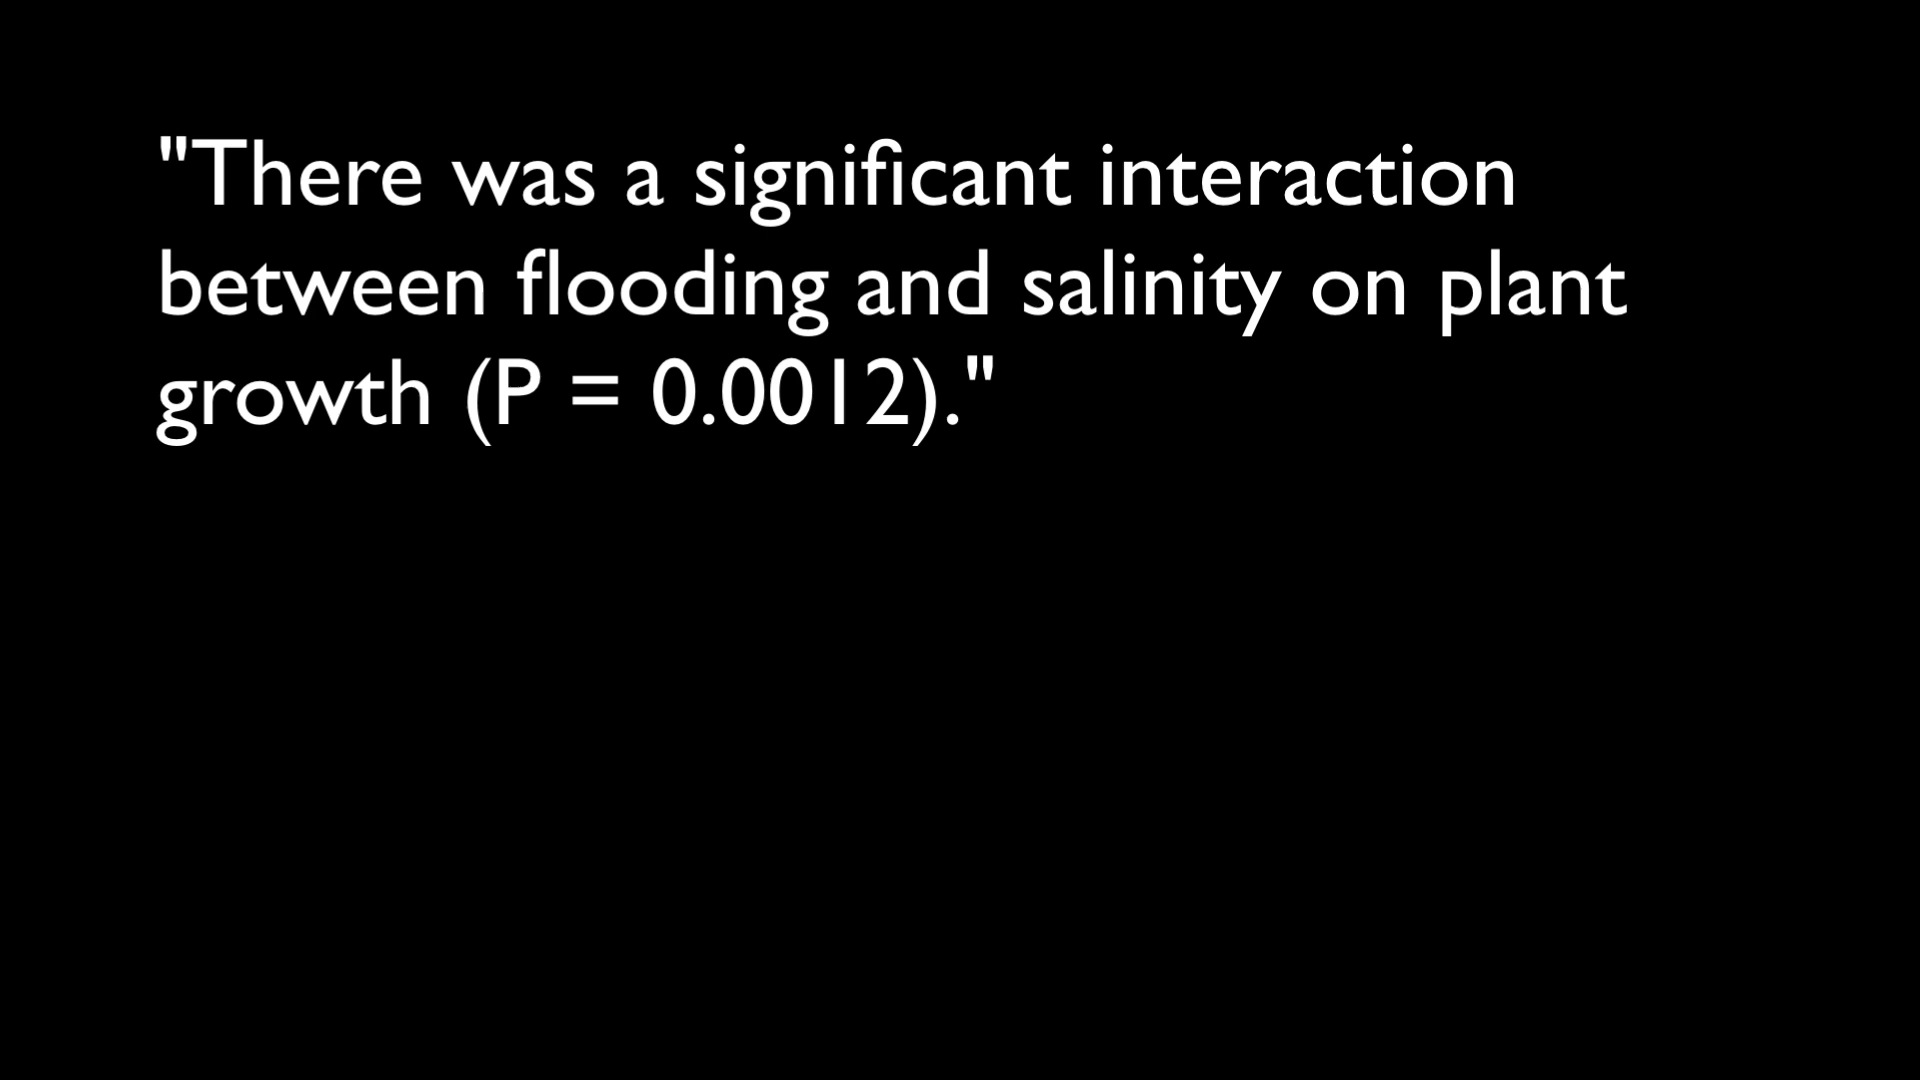 "There was a significant interaction
between flooding and salinity on plant
growth (P = 0.0012)."